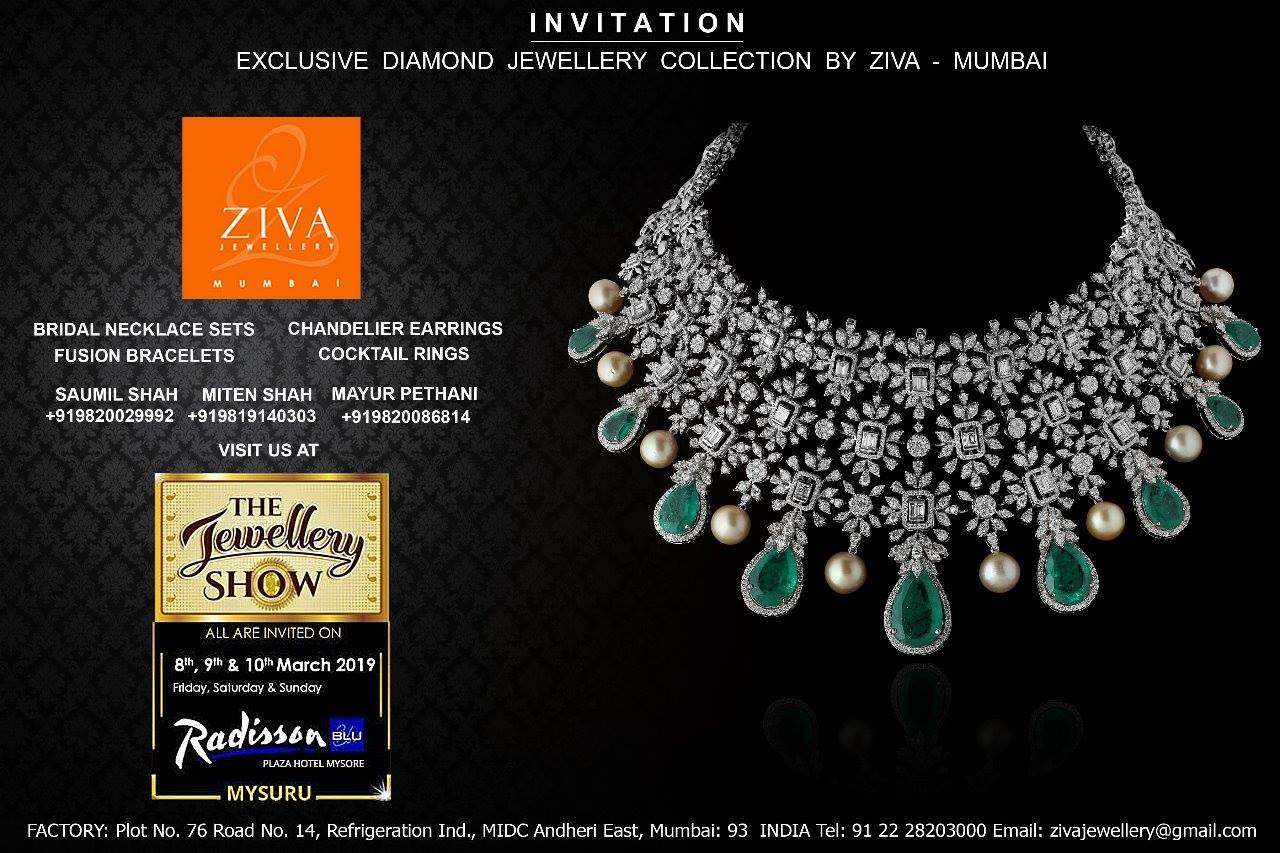 INVITATION
EXCLUSIVE DIAMOND JEWELLERY COLLECTION BY ZIVA - MUMBAI
ZIVA
JEWELLERY
MUMBAI
BRIDAL NECKLACE SETS CHANDELIER EARRINGS
FUSION BRACELETS COCKTAIL RINGS
SAUMIL SHAH MITEN SHAH MAYUR PETHANI
+919820029992 +919819140303 +919820086814
VISIT US AT
THE
Jewellery
SHOW
ALL ARE INVITED ON
8th, 9th & 10th March 2019
Friday, Saturday & Sunday
Radisson BLU
PLAZA HOTEL MYSORE
MYSURU
FACTORY: Plot No. 76 Road No. 14, Refrigeration Ind., MIDC Andheri East, Mumbai: 93 INDIA Tel: 91 22 28203000 Email: zivajewellery@gmail.com